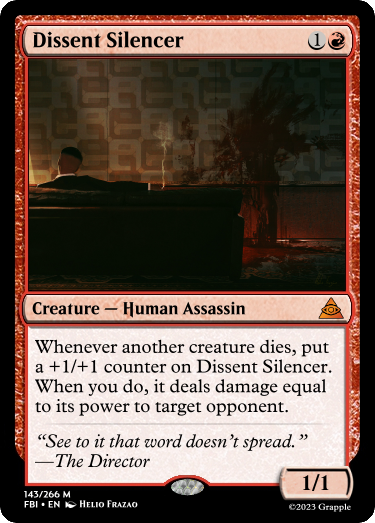 Dissent Silencer 1
Creature — Human Assassin
Whenever another creature dies, put
a +1/+1 counter on Dissent Silencer.
When you do, it deals damage equal
to its power to target opponent.
“See to it that word doesn’t spread.”
—The Director
1/1
143/266 M
FBI • EN Helio Frazao
©2023 Grapple